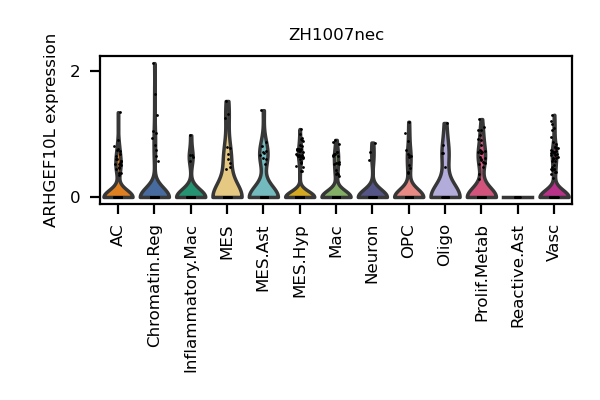 ZH1007nec
ARHGEF10L expression
2
0
AC
Chromatin.Reg
Inflammatory.Mac
MES
MES.Ast
MES.Hyp
Mac
Neuron
OPC
Oligo
Prolif.Metab
Reactive.Ast
Vasc